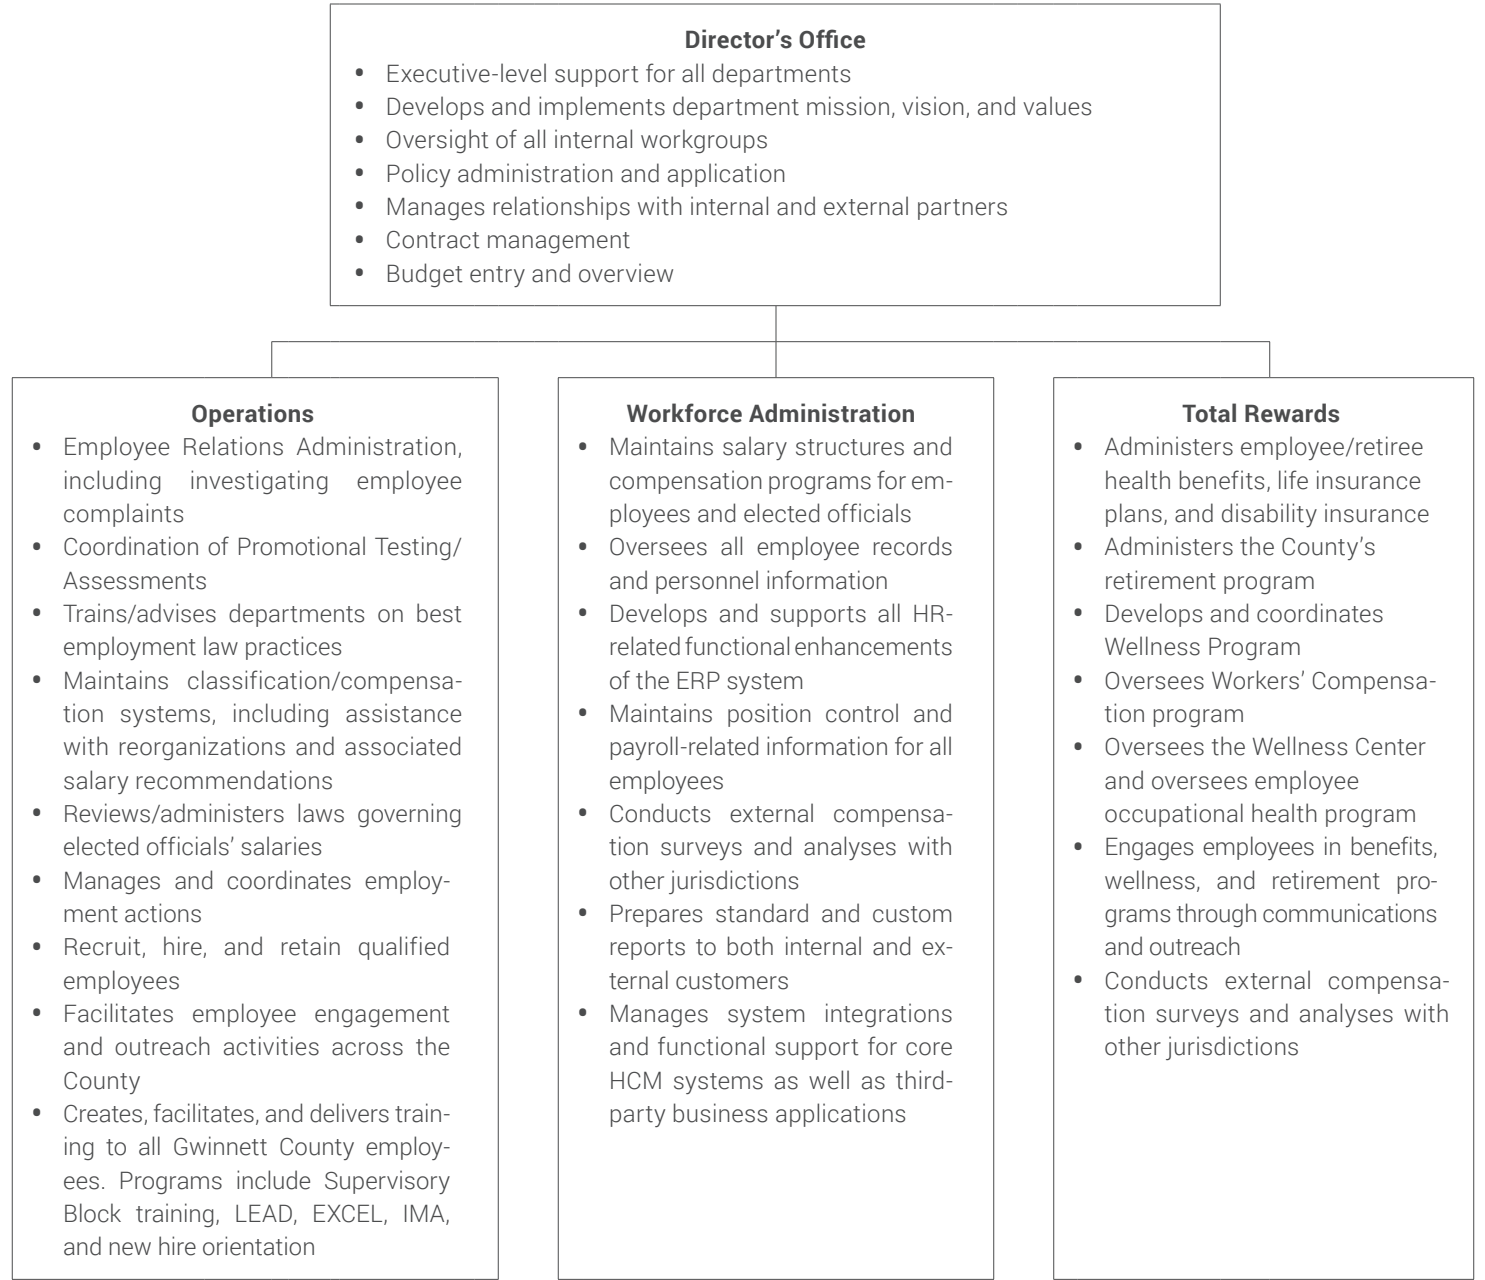 Director’s Office
• Executive-level support for all departments
• Develops and implements department mission, vision, and values
• Oversight of all internal workgroups
• Policy administration and application
• Manages relationships with internal and external partners
• Contract management
• Budget entry and overview
Operations
• Employee Relations Administration,
including investigating employee
complaints
• Coordination of Promotional Testing/
Assessments
• Trains/advises departments on best
employment law practices
• Maintains classification/compensa-
tion systems, including assistance
with reorganizations and associated
salary recommendations
• Reviews/administers laws governing
elected officials’ salaries
• Manages and coordinates employ-
ment actions
• Recruit, hire, and retain qualified
employees
• Facilitates employee engagement
and outreach activities across the
County
• Creates, facilitates, and delivers train-
ing to all Gwinnett County employ-
ees. Programs include Supervisory
Block training, LEAD, EXCEL, IMA,
and new hire orientation
Workforce Administration
• Maintains salary structures and
compensation programs for em-
ployees and elected officials
• Oversees all employee records
and personnel information
• Develops and supports all HR-
related functional enhancements
of the ERP system
• Maintains position control and
payroll-related information for all
employees
• Conducts external compensa-
tion surveys and analyses with
other jurisdictions
• Prepares standard and custom
reports to both internal and ex-
ternal customers
• Manages system integrations
and functional support for core
HCM systems as well as third-
party business applications
Total Rewards
• Administers employee/retiree
health benefits, life insurance
plans, and disability insurance
• Administers the County’s
retirement program
• Develops and coordinates
Wellness Program
• Oversees Workers’ Compensa-
tion program
• Oversees the Wellness Center
and oversees employee
occupational health program
• Engages employees in benefits,
wellness, and retirement pro-
grams through communications
and outreach
• Conducts external compensa-
tion surveys and analyses with
other jurisdictions